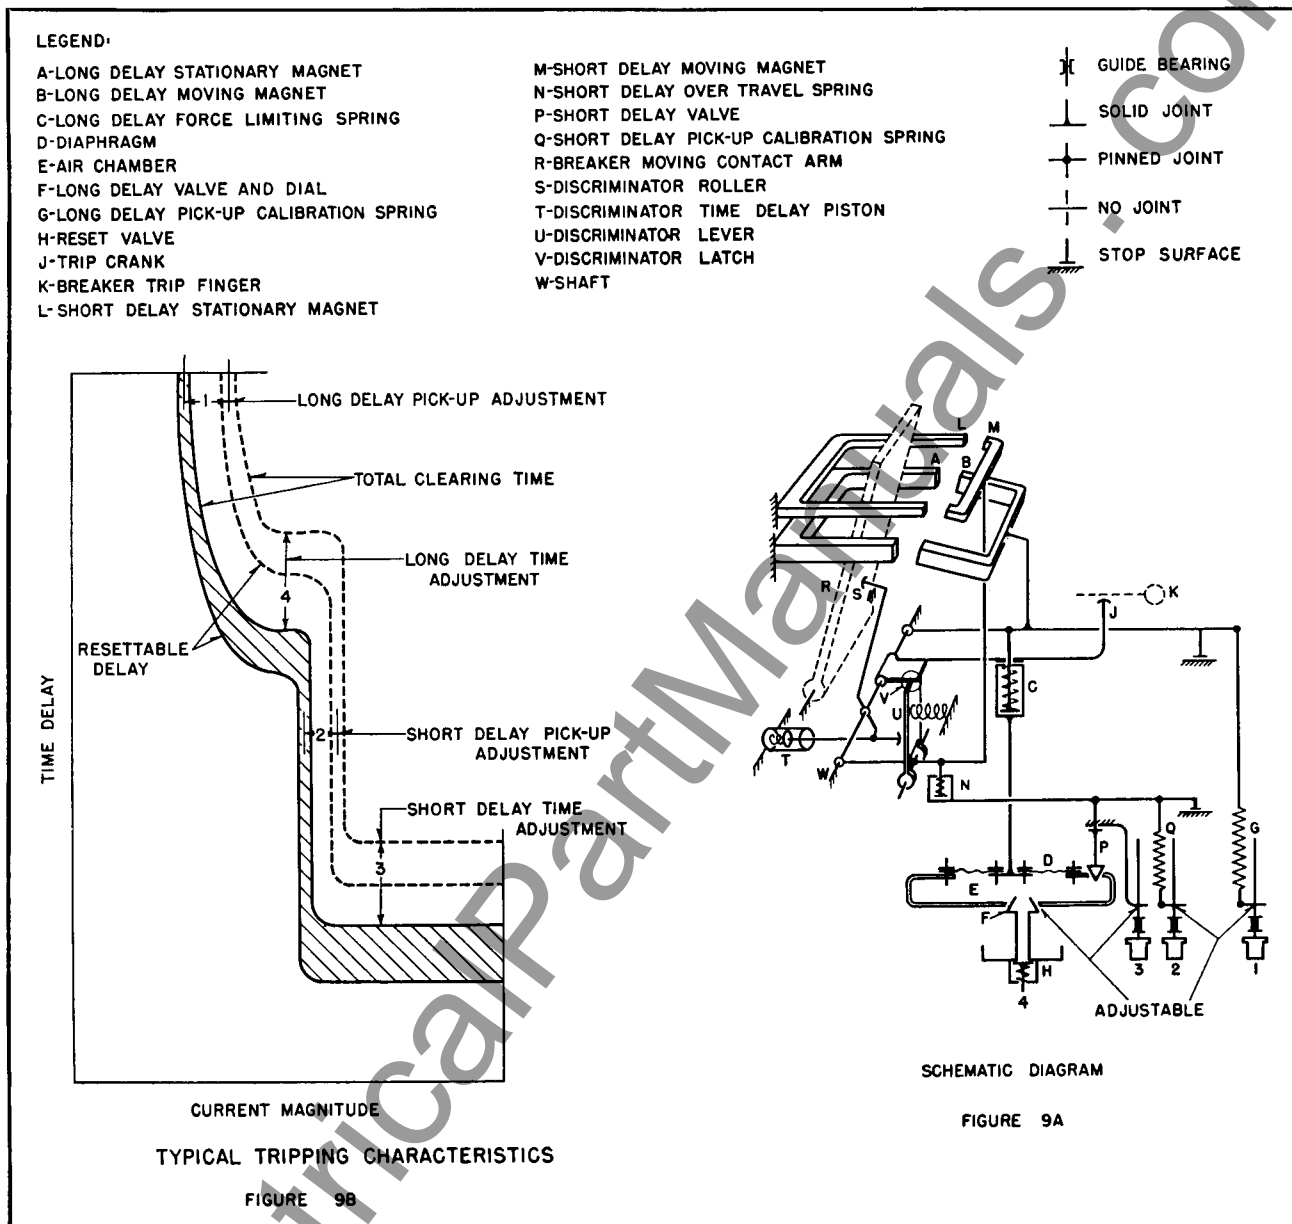 LEGEND:
A-LONG DELAY STATIONARY MAGNET
B-LONG DELAY MOVING MAGNET
C-LONG DELAY FORCE LIMITING SPRING
D-DIAPHRAGM
E-AIR CHAMBER
F-LONG DELAY VALVE AND DIAL
G-LONG DELAY PICK-UP CALIBRATION SPRING
H-RESET VALVE
J-TRIP CRANK
K-BREAKER TRIP FINGER
L-SHORT DELAY STATIONARY MAGNET
M-SHORT DELAY MOVING MAGNET
N-SHORT DELAY OVER TRAVEL SPRING
P-SHORT DELAY VALVE
Q-SHORT DELAY PICK-UP CALIBRATION SPRING
R-BREAKER MOVING CONTACT ARM
S-DISCRIMINATOR ROLLER
T-DISCRIMINATOR TIME DELAY PISTON
U-DISCRIMINATOR LEVER
V-DISCRIMINATOR LATCH
W-SHAFT
GUIDE BEARING
SOLID JOINT
PINNED JOINT
NO JOINT
STOP SURFACE
1
LONG DELAY PICK-UP ADJUSTMENT
TOTAL CLEARING TIME
LONG DELAY TIME
ADJUSTMENT
4
RESETTABLE
DELAY
2
SHORT DELAY PICK-UP
ADJUSTMENT
SHORT DELAY TIME
ADJUSTMENT
3
TIME DELAY
CURRENT MAGNITUDE
TYPICAL TRIPPING CHARACTERISTICS
FIGURE 9B
L
M
A
B
R
S
K
J
C
V
U
T
W
N
Q
G
P
D
E
F
H
3
2
1
4
ADJUSTABLE
SCHEMATIC DIAGRAM
FIGURE 9A
tricalPartManuals . com